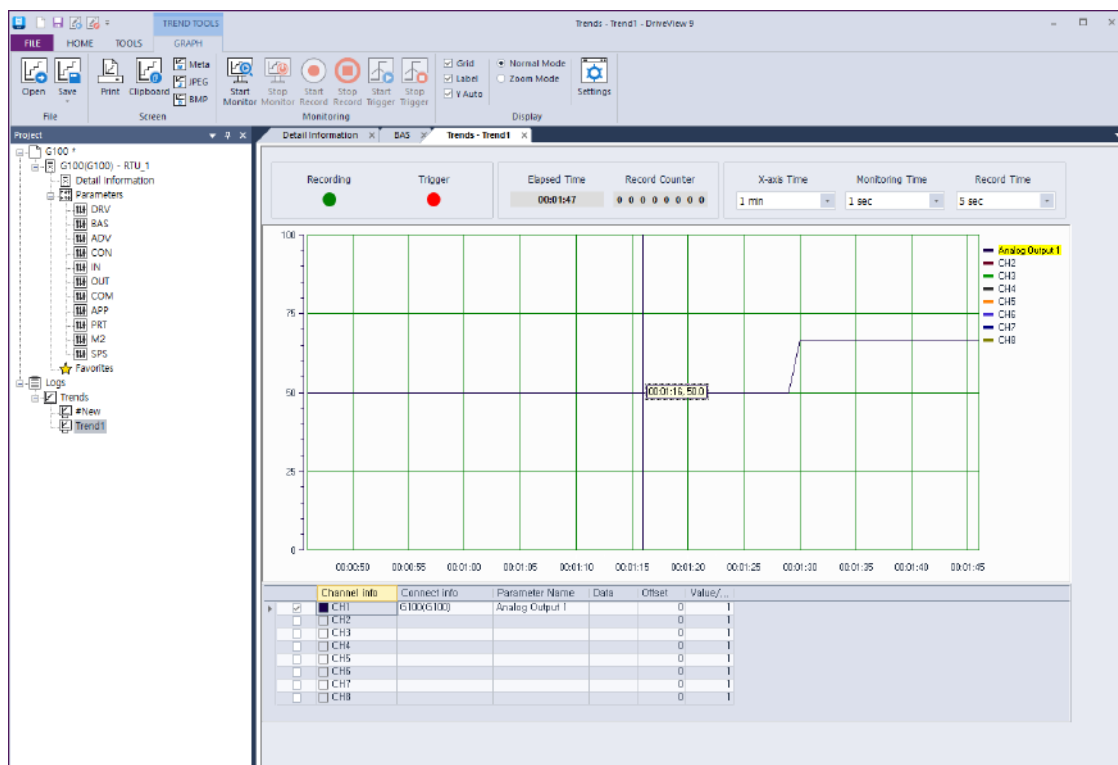 TREND TOOLS
Trends - Trend1 - DriveView 9
FILE HOME TOOLS GRAPH
Open Save Print Clipboard Meta JPEG BMP
Start Monitor Stop Monitor Start Record Stop Record Start Trigger Stop Trigger
Grid Label Y Auto
Normal Mode
Zoom Mode
Settings
File Screen Monitoring Display
Project
Detail Information BAS Trends - Trend1
G100 *
G100(G100) - RTU_1
Detail Information
Parameters
DRV
BAS
ADV
CON
IN
OUT
COM
APP
PRT
M2
SPS
Favorites
Logs
Trends
#New
Trend1
Recording Trigger Elapsed Time Record Counter X-axis Time Monitoring Time Record Time
00:01:47 0 0 0 0 0 0 0 0 1 min 1 sec 5 sec
100
75
50
25
0
00:01:16, 50.0
Analog Output 1
CH2
CH3
CH4
CH5
CH6
CH7
CH8
00:00:50 00:00:55 00:01:00 00:01:05 00:01:10 00:01:15 00:01:20 00:01:25 00:01:30 00:01:35 00:01:40 00:01:45
Channel info Connect info Parameter Name Data Offset Value/...
CH1 G100(G100) Analog Output 1 0 1
CH2 0 1
CH3 0 1
CH4 0 1
CH5 0 1
CH6 0 1
CH7 0 1
CH8 0 1